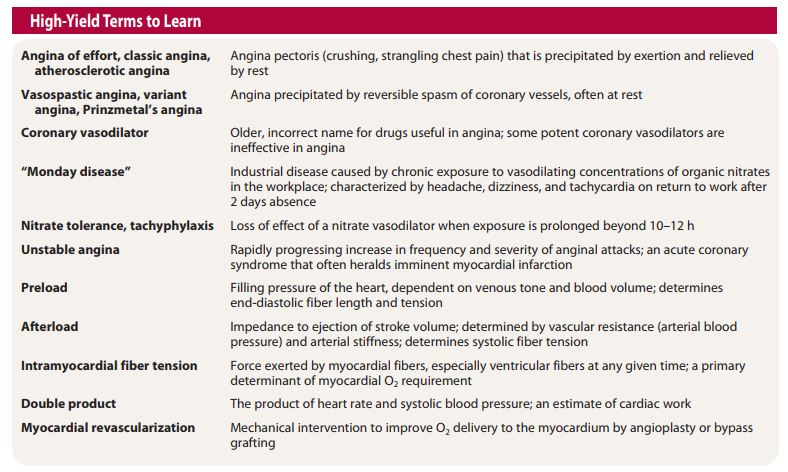 High-Yield Terms to Learn
Angina of effort, classic angina, atherosclerotic angina
Angina pectoris (crushing, strangling chest pain) that is precipitated by exertion and relieved
by rest
Vasospastic angina, variant angina, Prinzmetal’s angina
Angina precipitated by reversible spasm of coronary vessels, often at rest
Coronary vasodilator
Older, incorrect name for drugs useful in angina; some potent coronary vasodilators are
ineffective in angina
“Monday disease”
Industrial disease caused by chronic exposure to vasodilating concentrations of organic nitrates
in the workplace; characterized by headache, dizziness, and tachycardia on return to work after
2 days absence
Nitrate tolerance, tachyphylaxis
Loss of effect of a nitrate vasodilator when exposure is prolonged beyond 10–12 h
Unstable angina
Rapidly progressing increase in frequency and severity of anginal attacks; an acute coronary
syndrome that often heralds imminent myocardial infarction
Preload
Filling pressure of the heart, dependent on venous tone and blood volume; determines
end-diastolic fiber length and tension
Afterload
Impedance to ejection of stroke volume; determined by vascular resistance (arterial blood
pressure) and arterial stiffness; determines systolic fiber tension
Intramyocardial fiber tension
Force exerted by myocardial fibers, especially ventricular fibers at any given time; a primary
determinant of myocardial O₂ requirement
Double product
The product of heart rate and systolic blood pressure; an estimate of cardiac work
Myocardial revascularization
Mechanical intervention to improve O₂ delivery to the myocardium by angioplasty or bypass
grafting